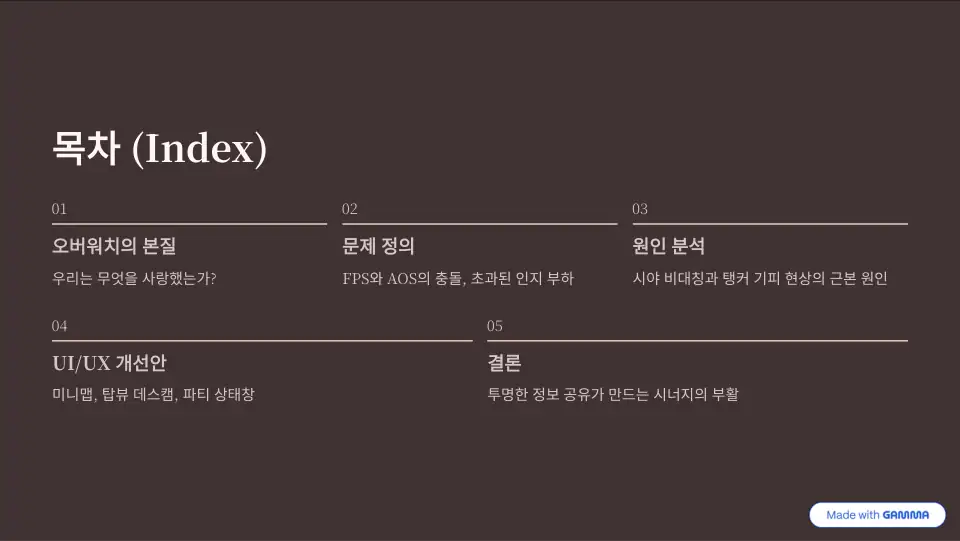 목차 (Index)
01
오버워치의 본질
우리는 무엇을 사랑했는가?
02
문제 정의
FPS와 AOS의 충돌, 초과된 인지 부하
03
원인 분석
시야 비대칭과 탱커 기피 현상의 근본 원인
04
UI/UX 개선안
미니맵, 탑뷰 데스캠, 파티 상태창
05
결론
투명한 정보 공유가 만드는 시너지의 부활
Made with GAMMA